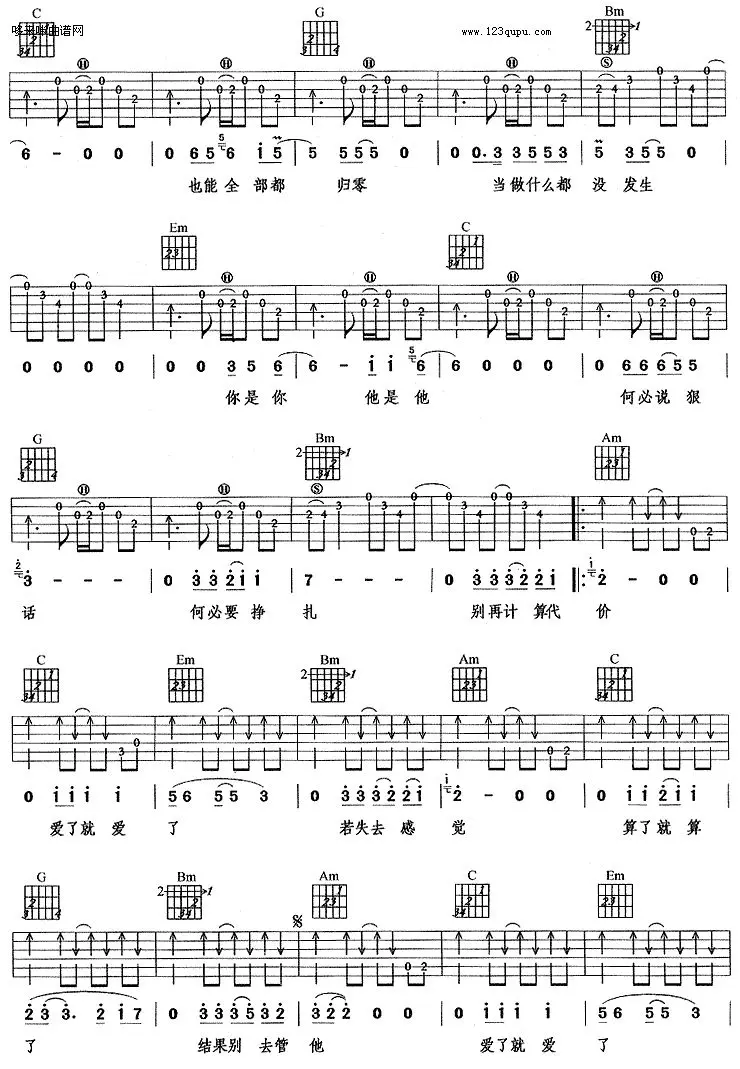 C G Bm
曲谱网 www.123qupu.com
6 - 0 0 | 0 6 5 6 i 5 | 5 5 5 5 0 | 0 0. 3 3 5 5 3 | 5 3 5 5 0
也能全 部都 归零 当做什么都 没 发生
Em C
0 0 0 0 | 0 0 3 5 6 | 6 - i i 6 | 6 0 0 0 | 0 6 6 6 5 5
你是你 他是他 何必说 狠
G Bm Am
3 - - - | 0 3 3 2 i i | 7 - - - | 0 3 3 3 2 2 i | 2 - 0 0
话 何必要 挣 扎 别再计 算代 价
C Em Bm Am C
0 i i i i | 5 6 5 5 3 | 0 3 3 3 2 2 i | 2 - 0 0 | 0 i i 2 i i
爱了就 爱 了 若失去 感 觉 算了就 算
G Bm Am C Em
2 3 3. 2 i 7 | 0 3 3 3 3 3 2 | 3 2 2 0 0 | 0 i i i i | 5 6 5 5 3
了 结果别 去管 他 爱了就 爱 了